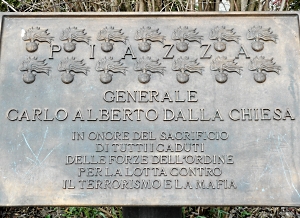 PIAZZA
GENERALE
CARLO ALBERTO DALLA CHIESA
IN ONORE DEL SACRIFICIO
DI TUTTI I CADUTI
DELLE FORZE DELL'ORDINE
PER LA LOTTA CONTRO
IL TERRORISMO E LA MAFIA